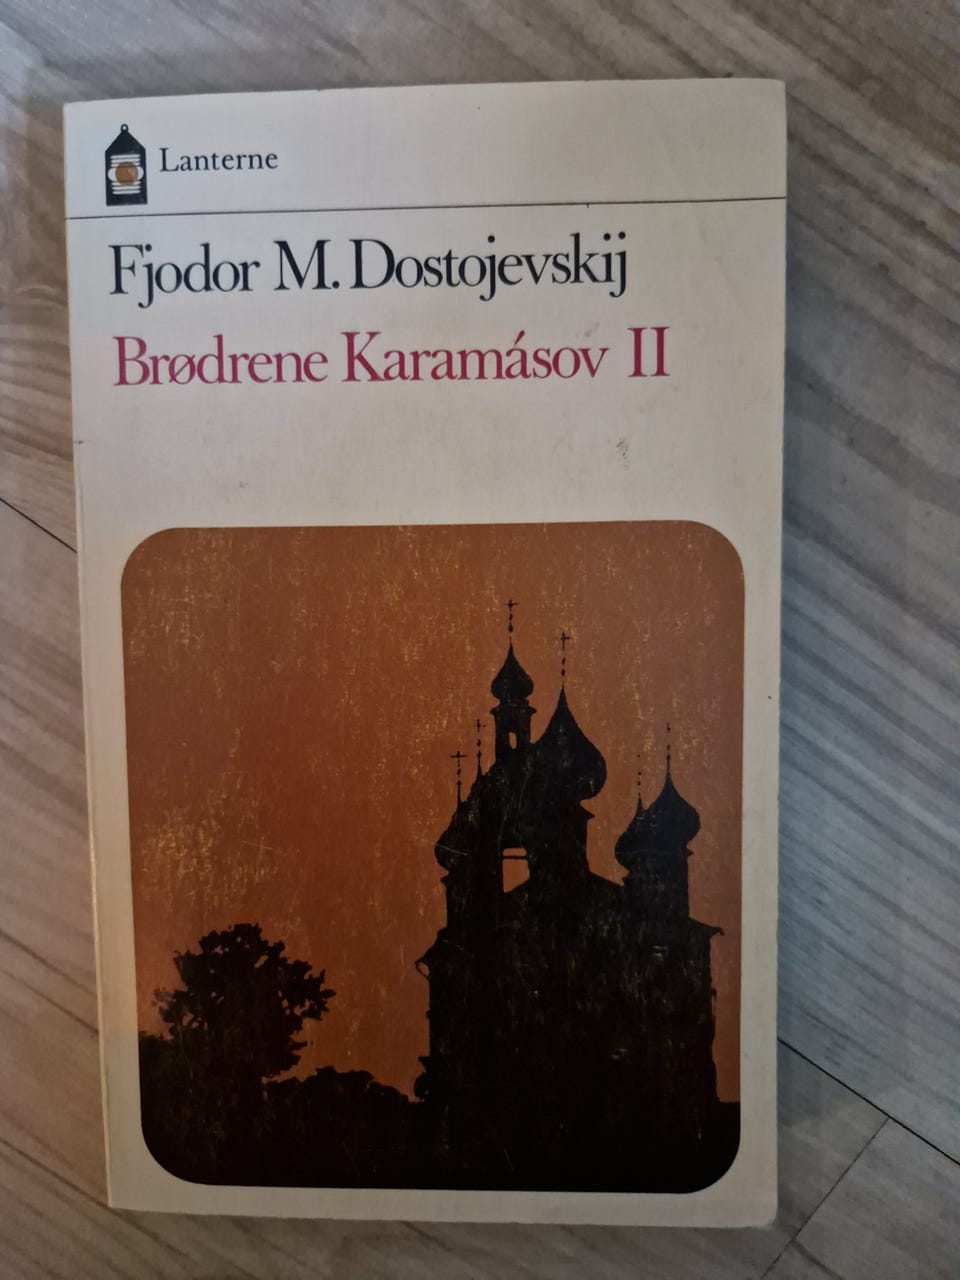 Lanterne
Fjodor M. Dostojevskij
Brødrene Karamásov II